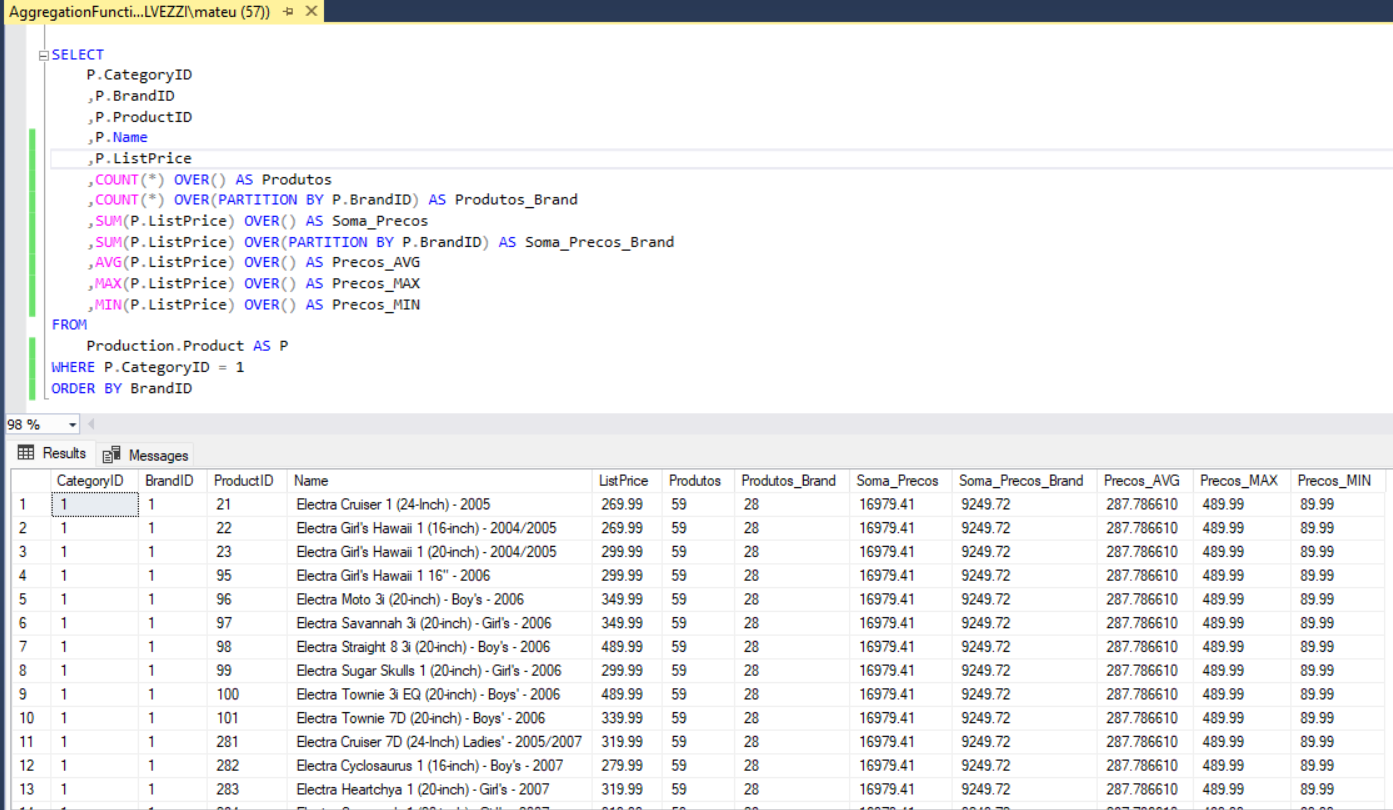 AggregationFuncti...LVEZZI\mateu (57))
SELECT
P.CategoryID
,P.BrandID
,P.ProductID
,P.Name
,P.ListPrice
,COUNT(*) OVER() AS Produtos
,COUNT(*) OVER(PARTITION BY P.BrandID) AS Produtos_Brand
,SUM(P.ListPrice) OVER() AS Soma_Precos
,SUM(P.ListPrice) OVER(PARTITION BY P.BrandID) AS Soma_Precos_Brand
,AVG(P.ListPrice) OVER() AS Precos_AVG
,MAX(P.ListPrice) OVER() AS Precos_MAX
,MIN(P.ListPrice) OVER() AS Precos_MIN
FROM
Production.Product AS P
WHERE P.CategoryID = 1
ORDER BY BrandID
98 %
Results Messages
CategoryID BrandID ProductID Name ListPrice Produtos Produtos_Brand Soma_Precos Soma_Precos_Brand Precos_AVG Precos_MAX Precos_MIN
1 1 1 21 Electra Cruiser 1 (24-Inch) - 2005 269.99 59 28 16979.41 9249.72 287.786610 489.99 89.99
2 1 1 22 Electra Girl's Hawaii 1 (16-inch) - 2004/2005 269.99 59 28 16979.41 9249.72 287.786610 489.99 89.99
3 1 1 23 Electra Girl's Hawaii 1 (20-inch) - 2004/2005 299.99 59 28 16979.41 9249.72 287.786610 489.99 89.99
4 1 1 95 Electra Girl's Hawaii 1 16" - 2006 299.99 59 28 16979.41 9249.72 287.786610 489.99 89.99
5 1 1 96 Electra Moto 3i (20-inch) - Boy's - 2006 349.99 59 28 16979.41 9249.72 287.786610 489.99 89.99
6 1 1 97 Electra Savannah 3i (20-inch) - Girl's - 2006 349.99 59 28 16979.41 9249.72 287.786610 489.99 89.99
7 1 1 98 Electra Straight 8 3i (20-inch) - Boy's - 2006 489.99 59 28 16979.41 9249.72 287.786610 489.99 89.99
8 1 1 99 Electra Sugar Skulls 1 (20-inch) - Girl's - 2006 299.99 59 28 16979.41 9249.72 287.786610 489.99 89.99
9 1 1 100 Electra Townie 3i EQ (20-inch) - Boys' - 2006 489.99 59 28 16979.41 9249.72 287.786610 489.99 89.99
10 1 1 101 Electra Townie 7D (20-inch) - Boys' - 2006 339.99 59 28 16979.41 9249.72 287.786610 489.99 89.99
11 1 1 281 Electra Cruiser 7D (24-Inch) Ladies' - 2005/2007 319.99 59 28 16979.41 9249.72 287.786610 489.99 89.99
12 1 1 282 Electra Cyclosaurus 1 (16-inch) - Boy's - 2007 279.99 59 28 16979.41 9249.72 287.786610 489.99 89.99
13 1 1 283 Electra Heartchya 1 (20-inch) - Girl's - 2007 319.99 59 28 16979.41 9249.72 287.786610 489.99 89.99